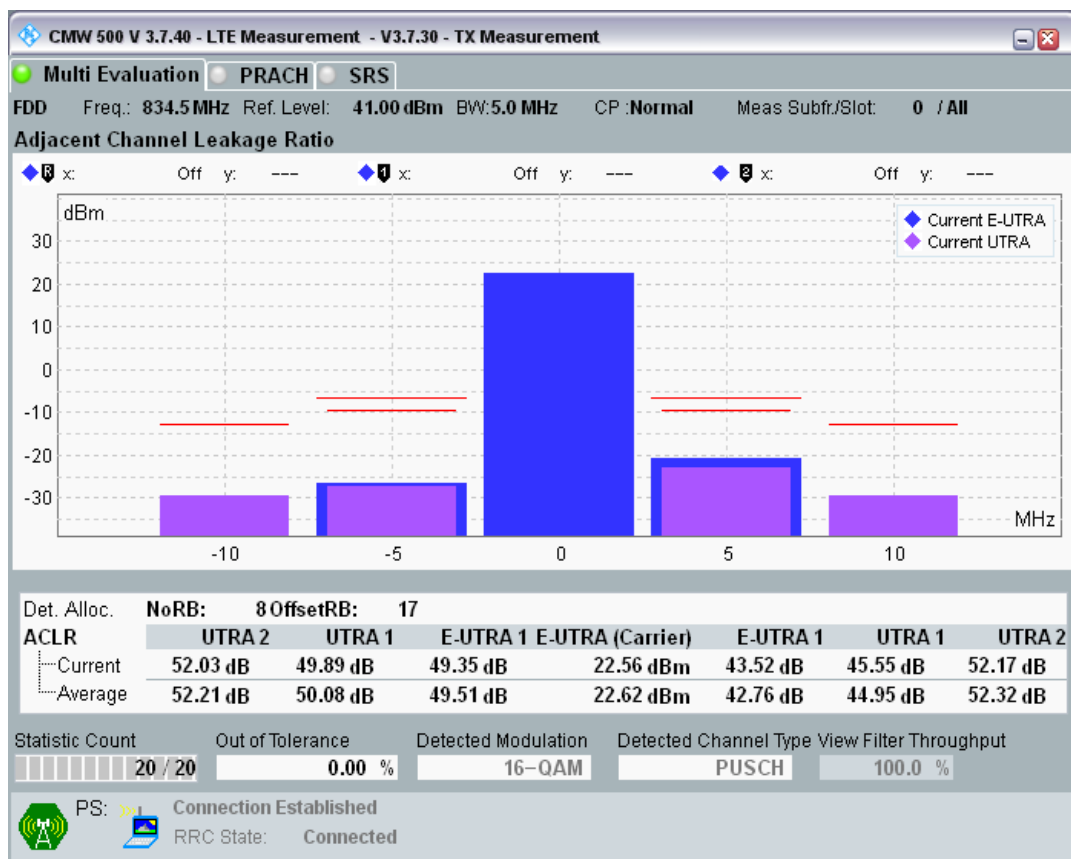 CMW 500 V 3.7.40 - LTE Measurement - V3.7.30 - TX Measurement
Multi Evaluation PRACH SRS
FDD Freq.: 834.5 MHz Ref. Level: 41.00 dBm BW:5.0 MHz CP :Normal Meas Subfr./Slot: 0 / All
Adjacent Channel Leakage Ratio
R x: Off y: --- 1 x: Off y: --- 2 x: Off y: ---
dBm
Current E-UTRA
Current UTRA
30
20
10
0
-10
-20
-30
MHz
-10 -5 0 5 10
Det. Alloc. NoRB: 8 OffsetRB: 17
ACLR UTRA 2 UTRA 1 E-UTRA 1 E-UTRA (Carrier) E-UTRA 1 UTRA 1 UTRA 2
Current 52.03 dB 49.89 dB 49.35 dB 22.56 dBm 43.52 dB 45.55 dB 52.17 dB
Average 52.21 dB 50.08 dB 49.51 dB 22.62 dBm 42.76 dB 44.95 dB 52.32 dB
Statistic Count Out of Tolerance Detected Modulation Detected Channel Type View Filter Throughput
20 / 20 0.00 % 16-QAM PUSCH 100.0 %
PS: Connection Established
RRC State: Connected